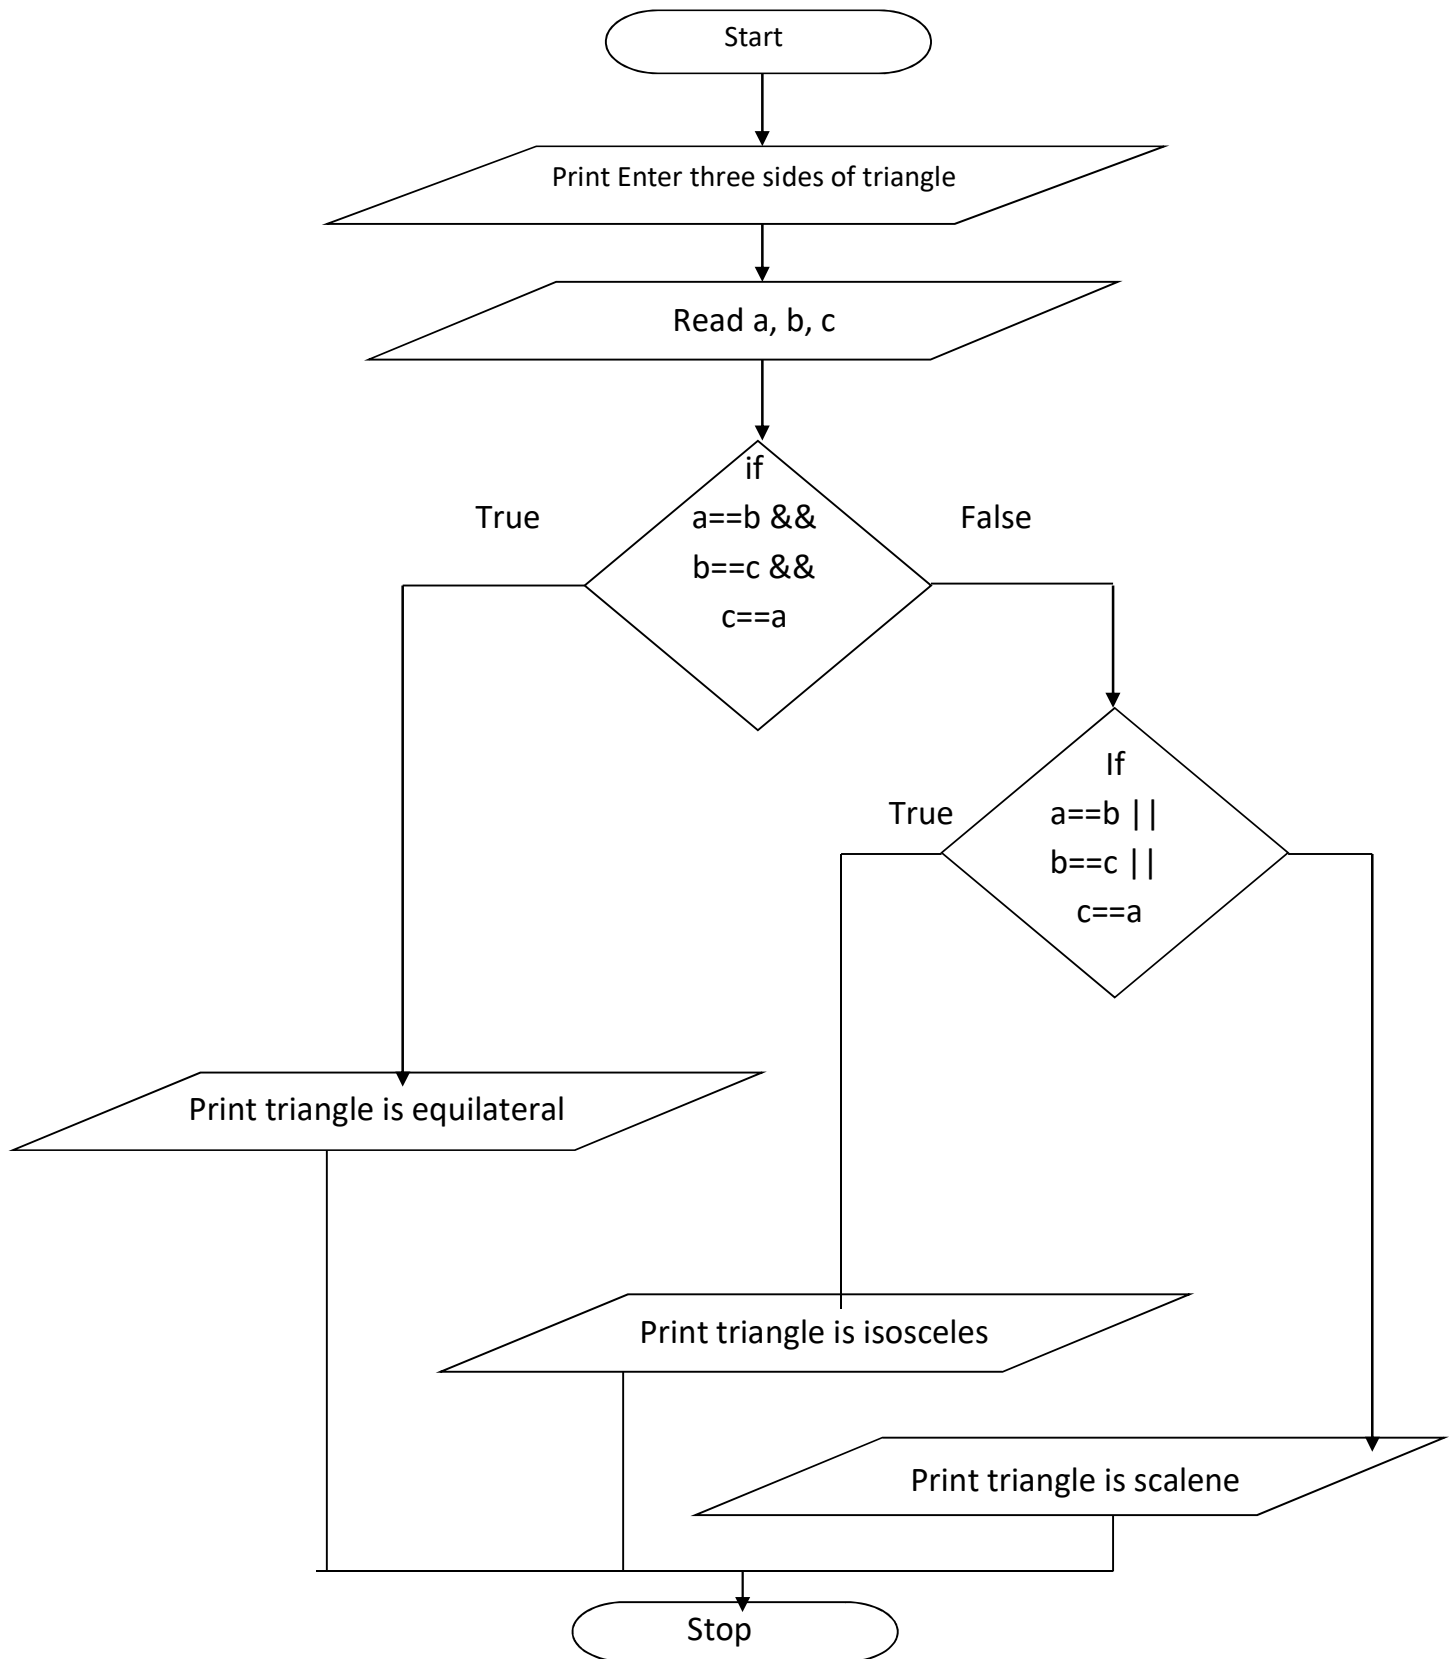 Start
Print Enter three sides of triangle
Read a, b, c
if
True
a==b &&
False
b==c &&
c==a
If
True
a==b ||
b==c ||
c==a
Print triangle is equilateral
Print triangle is isosceles
Print triangle is scalene
Stop